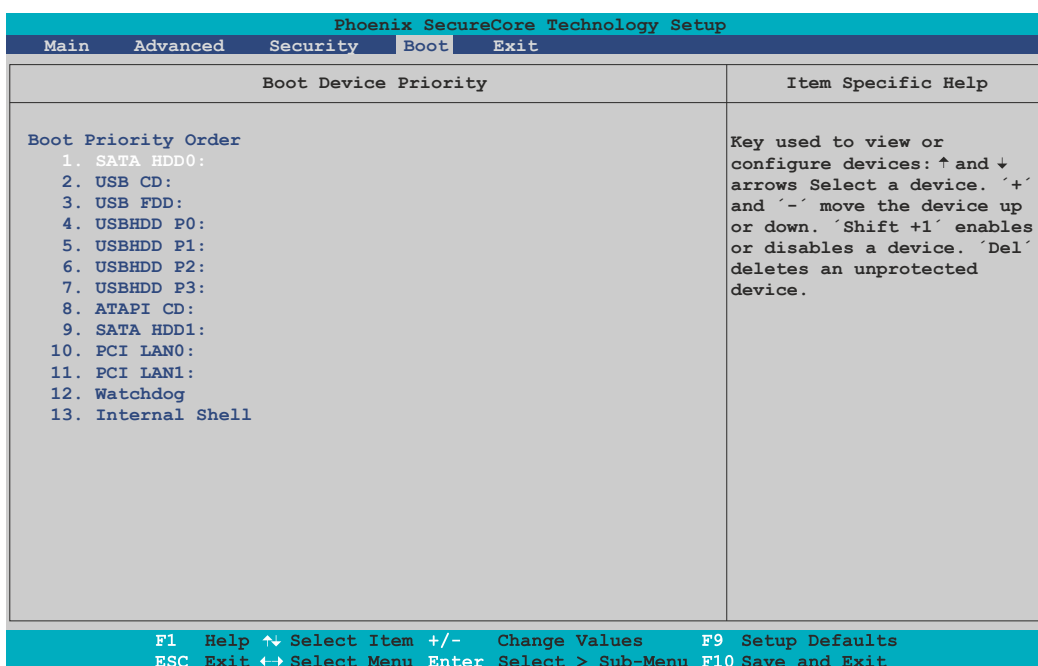 Phoenix SecureCore Technology Setup
Main Advanced Security Boot Exit
Boot Device Priority
Item Specific Help
Boot Priority Order
1. SATA HDD0:
2. USB CD:
3. USB FDD:
4. USBHDD P0:
5. USBHDD P1:
6. USBHDD P2:
7. USBHDD P3:
8. ATAPI CD:
9. SATA HDD1:
10. PCI LAN0:
11. PCI LAN1:
12. Watchdog
13. Internal Shell
Key used to view or
configure devices: ↑ and ↓
arrows Select a device. ´+´
and ´-´ move the device up
or down. ´Shift +1´ enables
or disables a device. ´Del´
deletes an unprotected
device.
F1 Help ↑↓ Select Item +/- Change Values F9 Setup Defaults
ESC Exit ←→ Select Menu Enter Select > Sub-Menu F10 Save and Exit